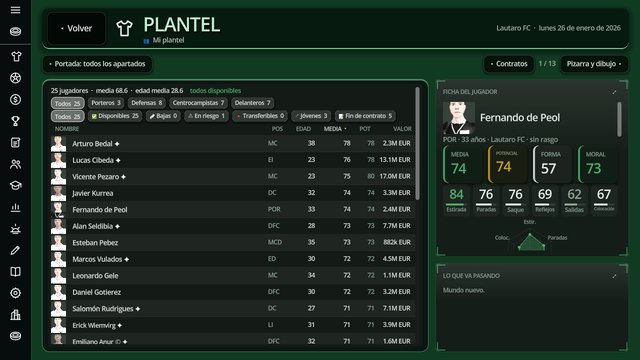 ‹ Volver
PLANTEL
Mi plantel
Lautaro FC · lunes 26 de enero de 2026
‹ Portada: todos los apartados
‹ Contratos
1 / 13
Pizarra y dibujo ›
25 jugadores · media 68.6 · edad media 28.6 todos disponibles
Todos 25 Porteros 3 Defensas 8 Centrocampistas 7 Delanteros 7
Todos 25 Disponibles 25 Bajas 0 En riesgo 1 Transferibles 0 Jóvenes 3 Fin de contrato 5
NOMBRE POS EDAD MEDIA POT VALOR
Arturo Bedal ✦ MC 38 78 78 2.3M EUR
Lucas Cibeda ✦ EI 23 76 78 13.1M EUR
Vicente Pezaro ✦ MC 23 75 80 17.0M EUR
Javier Kurrea DC 32 74 74 3.3M EUR
Fernando de Peol POR 33 74 74 2.4M EUR
Alan Seldibia ✦ DFC 28 73 73 7.7M EUR
Esteban Pebez MCD 35 73 73 882k EUR
Marcos Vulados ✦ ED 30 72 72 4.5M EUR
Leonardo Gele MC 34 72 72 1.1M EUR
Daniel Gotierez DFC 30 72 72 3.2M EUR
Salomón Rudrigues ✦ DC 27 71 71 7.1M EUR
Erick Wiemvirg ✦ LI 31 71 71 3.9M EUR
Emiliano Anur ✦ DFC 32 71 71 1.6M EUR
FICHA DEL JUGADOR
Fernando de Peol
POR · 33 años · Lautaro FC · sin rasgo
MEDIA POTENCIAL FORMA MORAL
74 74 57 73
84 76 76 69 62 67
Estirada Paradas Saque Reflejos Salidas Colocación
Estir.
Coloc. Paradas
LO QUE VA PASANDO
Mundo nuevo.